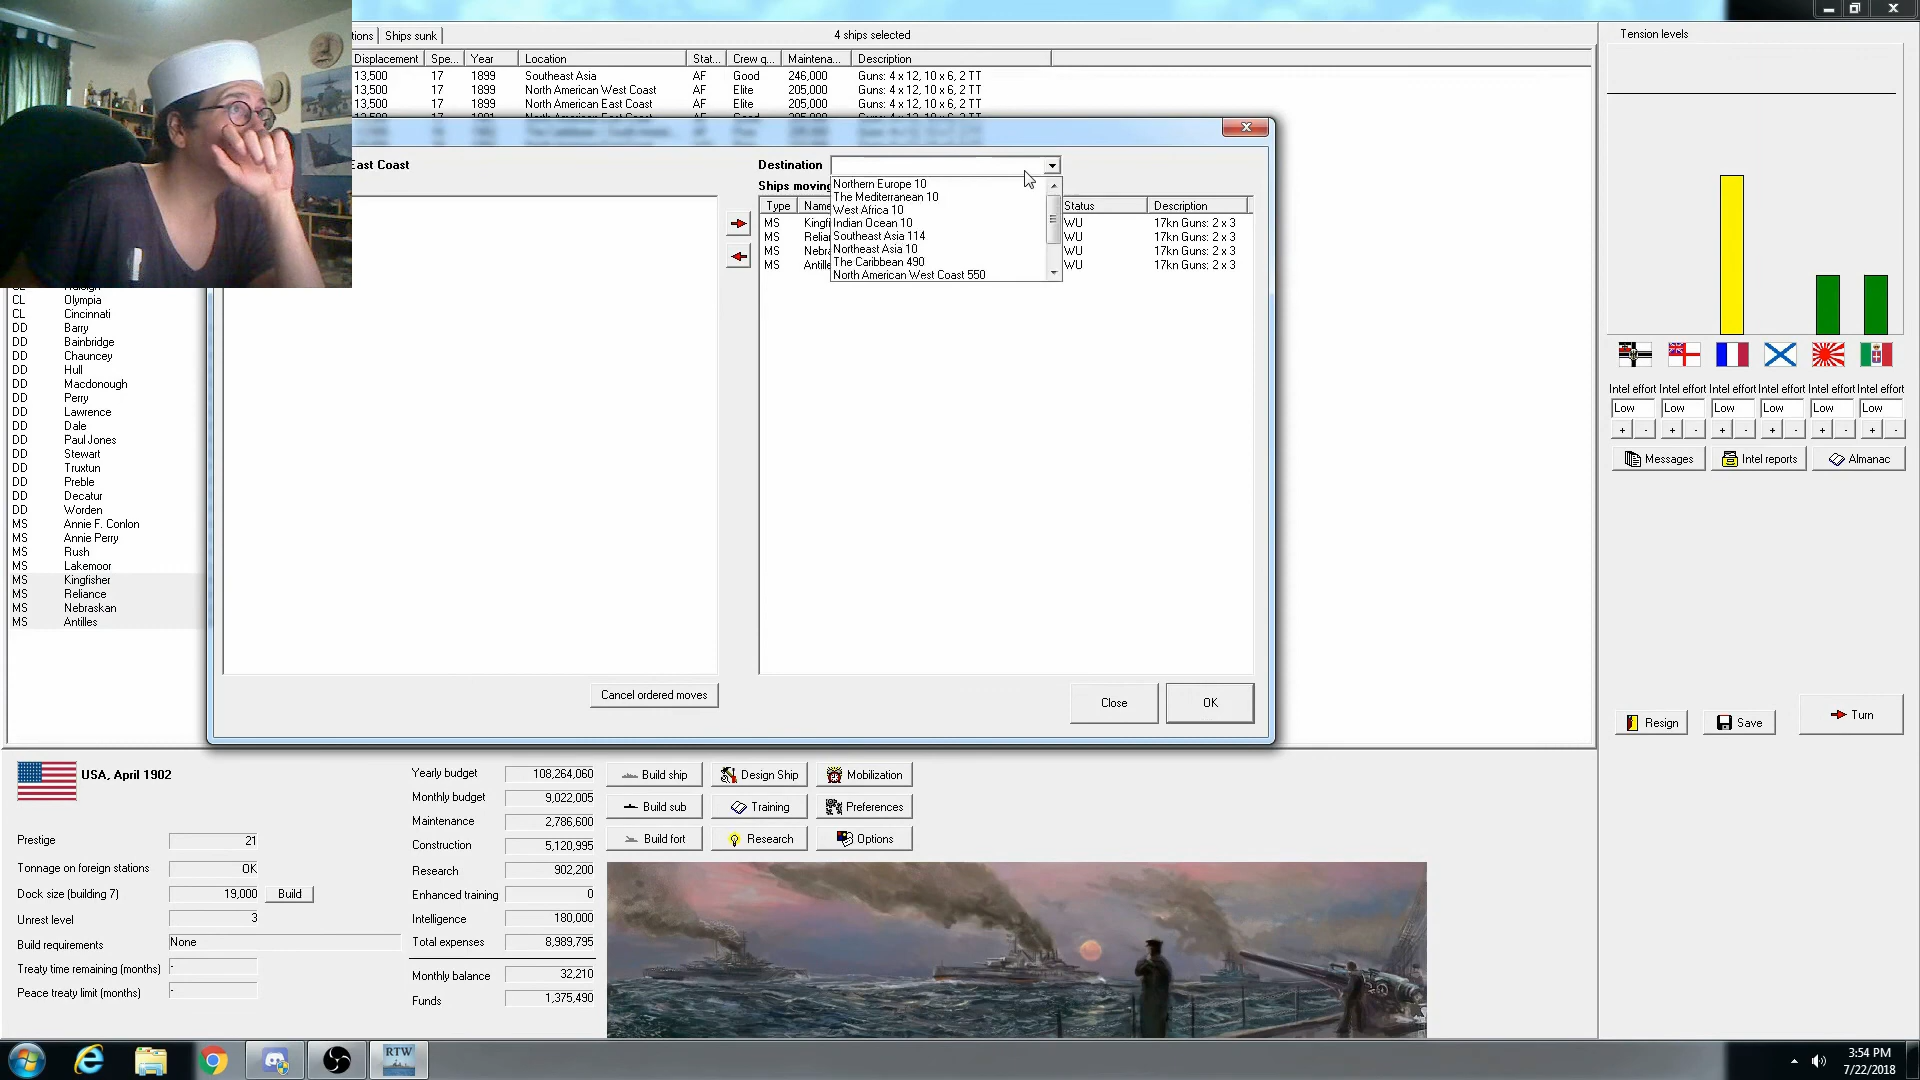 tions Ships sunk 4 ships selected Tension levels
Displacement Spe... Year Location Stat... Crew q... Maintena... Description
13,500 17 1899 Southeast Asia AF Good 246,000 Guns: 4 x 12, 10 x 6, 2 TT
13,500 17 1899 North American West Coast AF Elite 205,000 Guns: 4 x 12, 10 x 6, 2 TT
13,500 17 1899 North American East Coast AF Elite 205,000 Guns: 4 x 12, 10 x 6, 2 TT
East Coast
Destination
Ships moving
Northern Europe 10
The Mediterranean 10
West Africa 10
Indian Ocean 10
Southeast Asia 114
Northeast Asia 10
The Caribbean 490
North American West Coast 550
Type Name Status Description
MS Kingfi WU 17kn Guns: 2 x 3
MS Relia WU 17kn Guns: 2 x 3
MS Nebr WU 17kn Guns: 2 x 3
MS Antille WU 17kn Guns: 2 x 3
Cancel ordered moves
Close
OK
CL Olympia
CL Cincinnati
DD Barry
DD Bainbridge
DD Chauncey
DD Hull
DD Macdonough
DD Perry
DD Lawrence
DD Dale
DD Paul Jones
DD Stewart
DD Truxtun
DD Preble
DD Decatur
DD Worden
MS Annie F. Conlon
MS Annie Perry
MS Rush
MS Lakemoor
MS Kingfisher
MS Reliance
MS Nebraskan
MS Antilles
Intel effort Intel effort Intel effort Intel effort Intel effort Intel effort
Low Low Low Low Low Low
+ - + - + - + - + - + -
Messages Intel reports Almanac
Resign Save Turn
USA, April 1902
Prestige 21
Tonnage on foreign stations OK
Dock size (building 7) 19,000 Build
Unrest level 3
Build requirements None
Treaty time remaining (months) -
Peace treaty limit (months) -
Yearly budget 108,264,060
Monthly budget 9,022,005
Maintenance 2,786,600
Construction 5,120,995
Research 902,200
Enhanced training 0
Intelligence 180,000
Total expenses 8,989,795
Monthly balance 32,210
Funds 1,375,490
Build ship Design Ship Mobilization
Build sub Training Preferences
Build fort Research Options
RTW
3:54 PM
7/22/2018